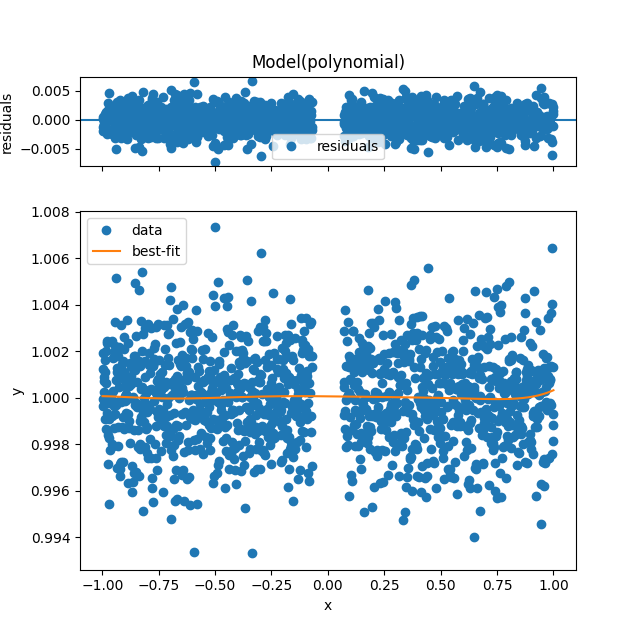 Model(polynomial)
residuals
0.005
0.000
−0.005
residuals
1.008
1.006
1.004
1.002
1.000
0.998
0.996
0.994
y
data
best-fit
−1.00 −0.75 −0.50 −0.25 0.00 0.25 0.50 0.75 1.00
x